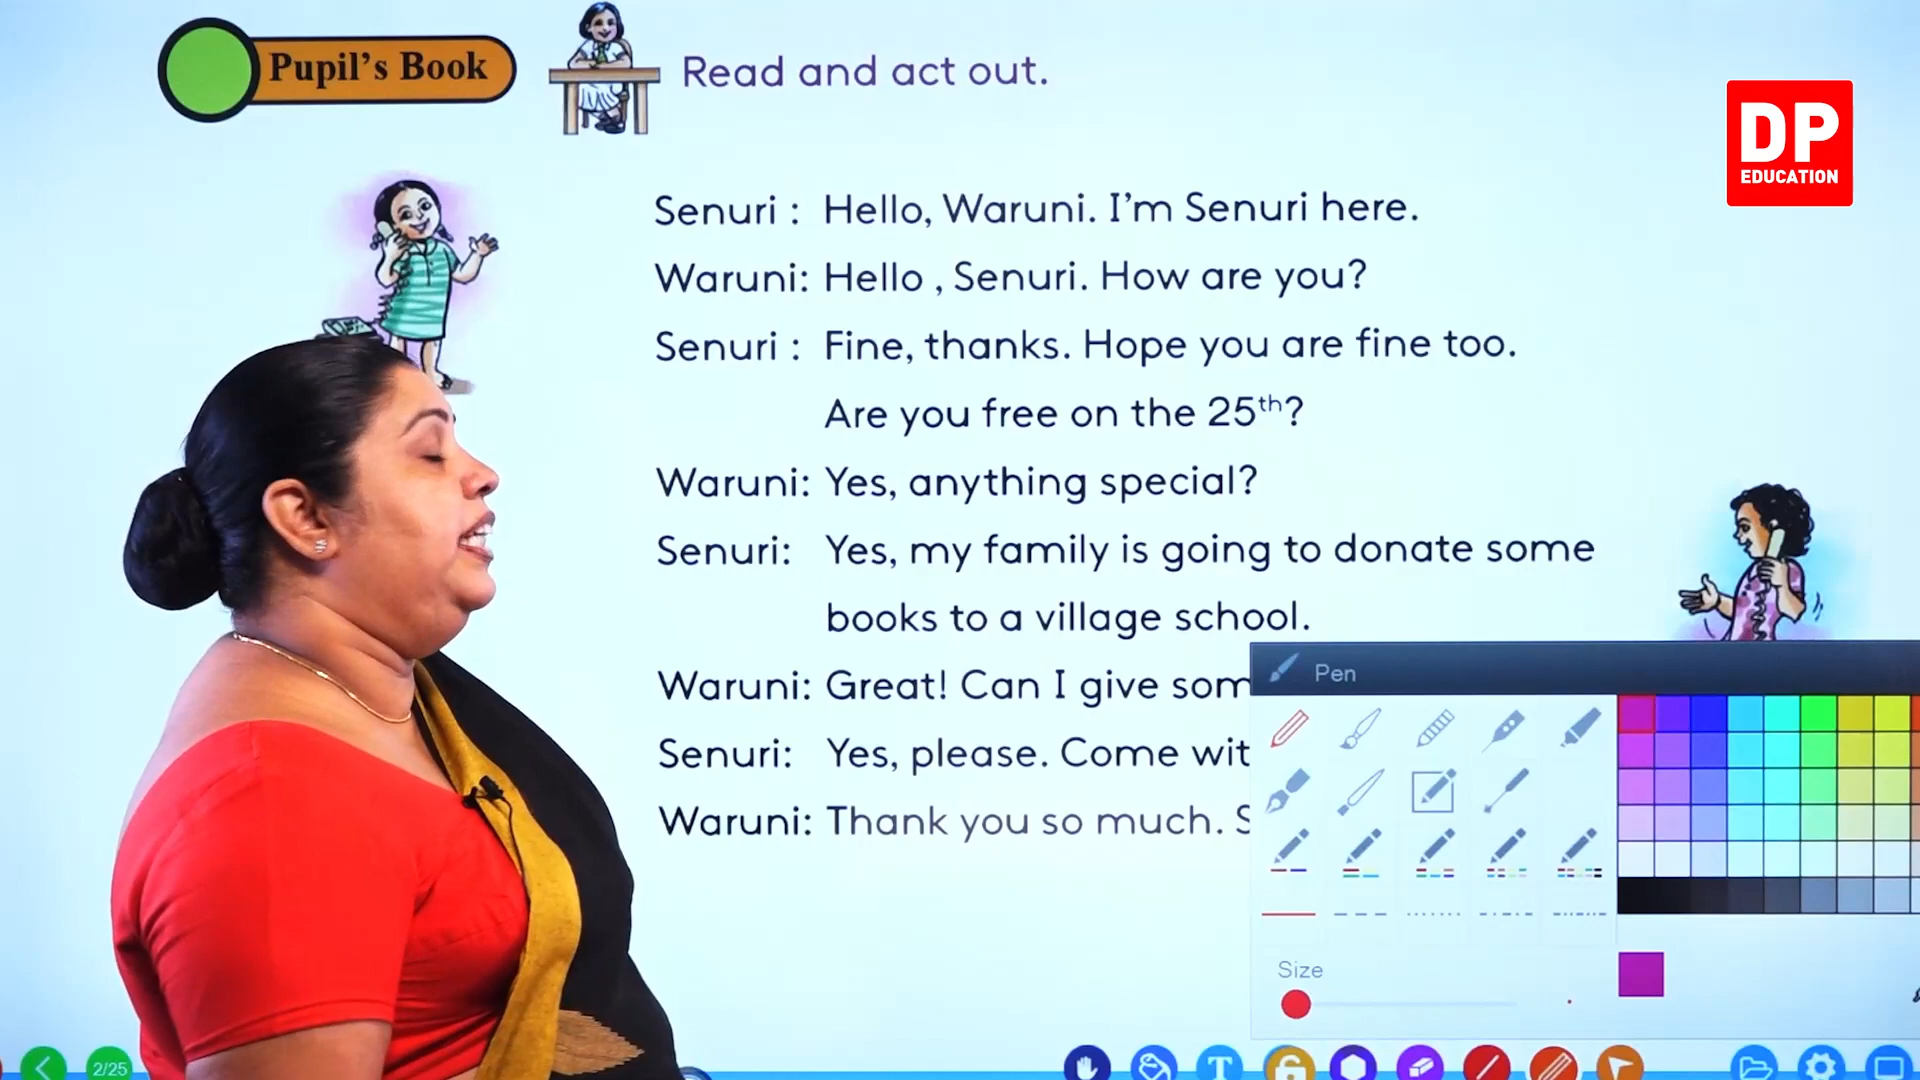 Pupil's Book
Read and act out.
DP
EDUCATION
Senuri : Hello, Waruni. I'm Senuri here.
Waruni: Hello , Senuri. How are you?
Senuri : Fine, thanks. Hope you are fine too.
Are you free on the 25th?
Waruni: Yes, anything special?
Senuri: Yes, my family is going to donate some
books to a village school.
Waruni: Great! Can I give som
Senuri: Yes, please. Come wit
Waruni: Thank you so much. S
Pen
Size
2/25